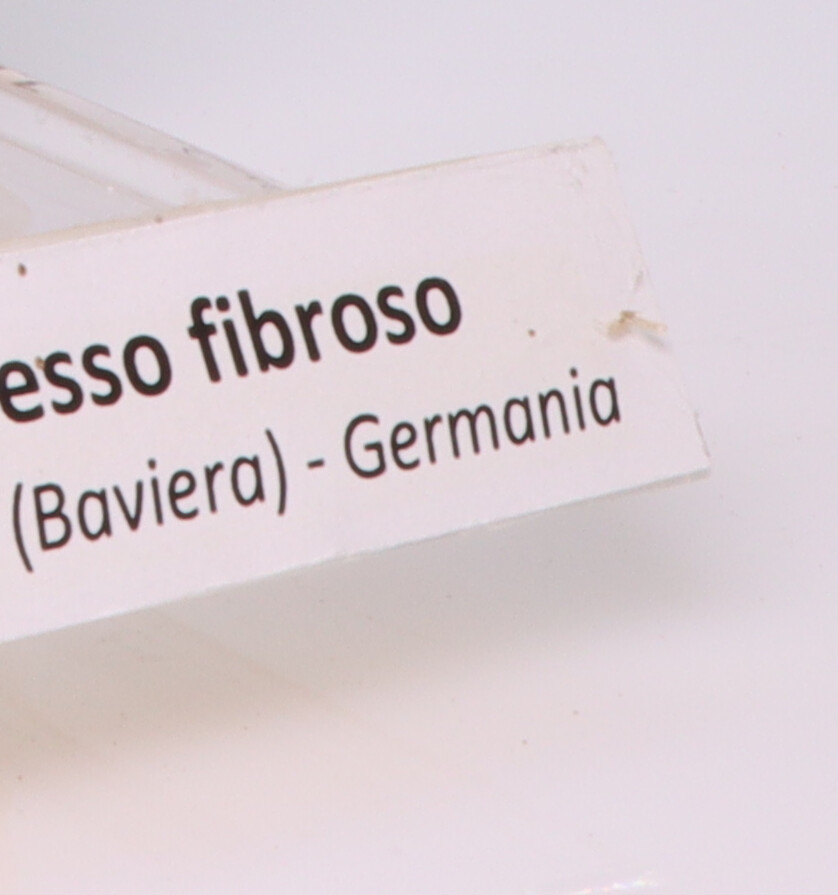 esso fibroso
(Baviera) - Germania